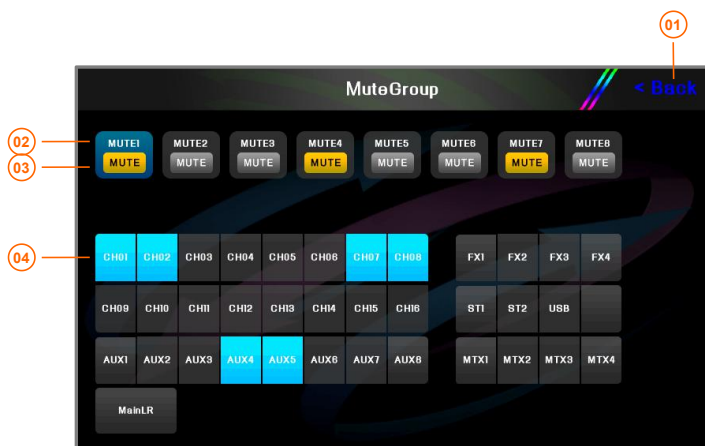 01
MuteGroup
< Back
02
MUTE1 MUTE2 MUTE3 MUTE4 MUTE5 MUTE6 MUTE7 MUTE8
03
MUTE MUTE MUTE MUTE MUTE MUTE MUTE MUTE
04
CH01 CH02 CH03 CH04 CH05 CH06 CH07 CH08 FX1 FX2 FX3 FX4
CH09 CH10 CH11 CH12 CH13 CH14 CH15 CH16 ST1 ST2 USB
AUX1 AUX2 AUX3 AUX4 AUX5 AUX6 AUX7 AUX8 MTX1 MTX2 MTX3 MTX4
MainLR